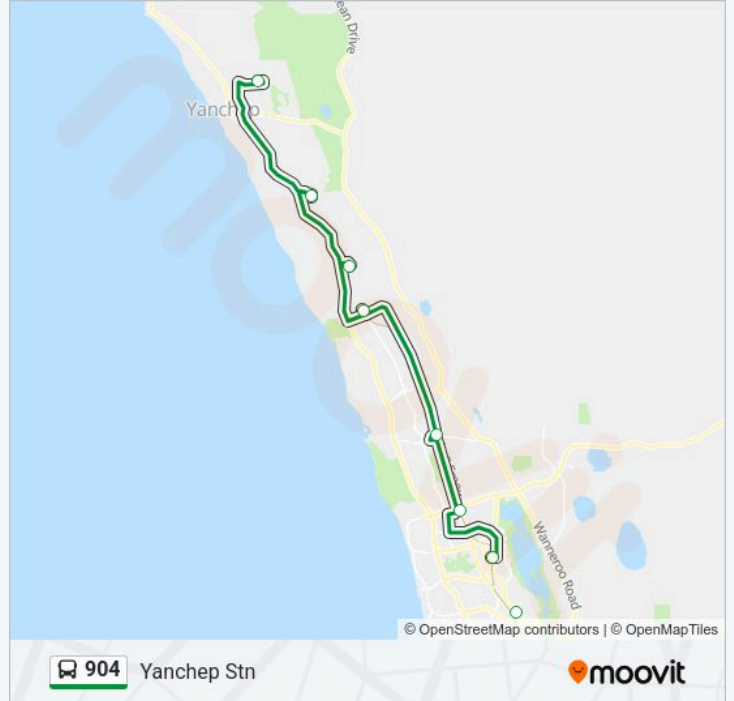 ean Drive
Yanchep
Wanneroo Road
© OpenStreetMap contributors | © OpenMapTiles
904 Yanchep Stn
moovit